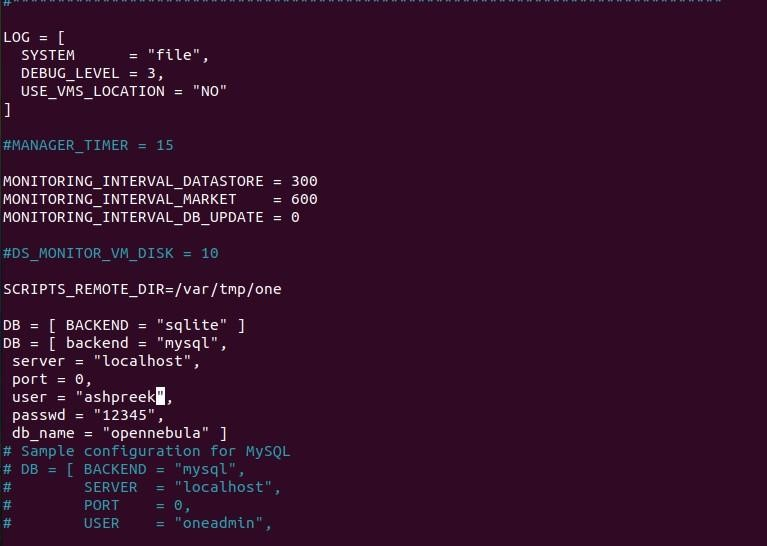 LOG = [
  SYSTEM      = "file",
  DEBUG_LEVEL = 3,
  USE_VMS_LOCATION = "NO"
]
#MANAGER_TIMER = 15
MONITORING_INTERVAL_DATASTORE = 300
MONITORING_INTERVAL_MARKET    = 600
MONITORING_INTERVAL_DB_UPDATE = 0
#DS_MONITOR_VM_DISK = 10
SCRIPTS_REMOTE_DIR=/var/tmp/one
DB = [ BACKEND = "sqlite" ]
DB = [ backend = "mysql",
 server = "localhost",
 port = 0,
 user = "ashpreek",
 passwd = "12345",
 db_name = "opennebula" ]
# Sample configuration for MySQL
# DB = [ BACKEND = "mysql",
#        SERVER  = "localhost",
#        PORT    = 0,
#        USER    = "oneadmin",